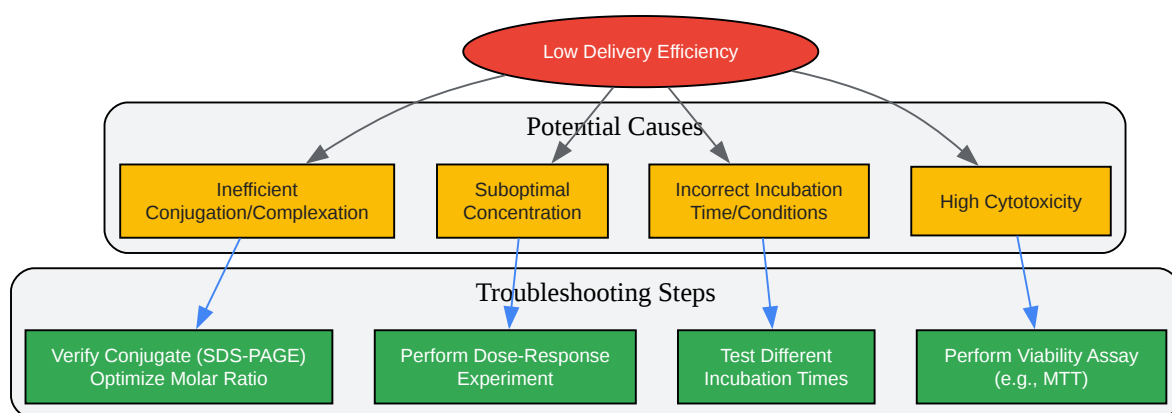 Low Delivery Efficiency
Potential Causes
Inefficient
Conjugation/Complexation
Suboptimal
Concentration
Incorrect Incubation
Time/Conditions
High Cytotoxicity
Troubleshooting Steps
Verify Conjugate (SDS-PAGE)
Optimize Molar Ratio
Perform Dose-Response
Experiment
Test Different
Incubation Times
Perform Viability Assay
(e.g., MTT)